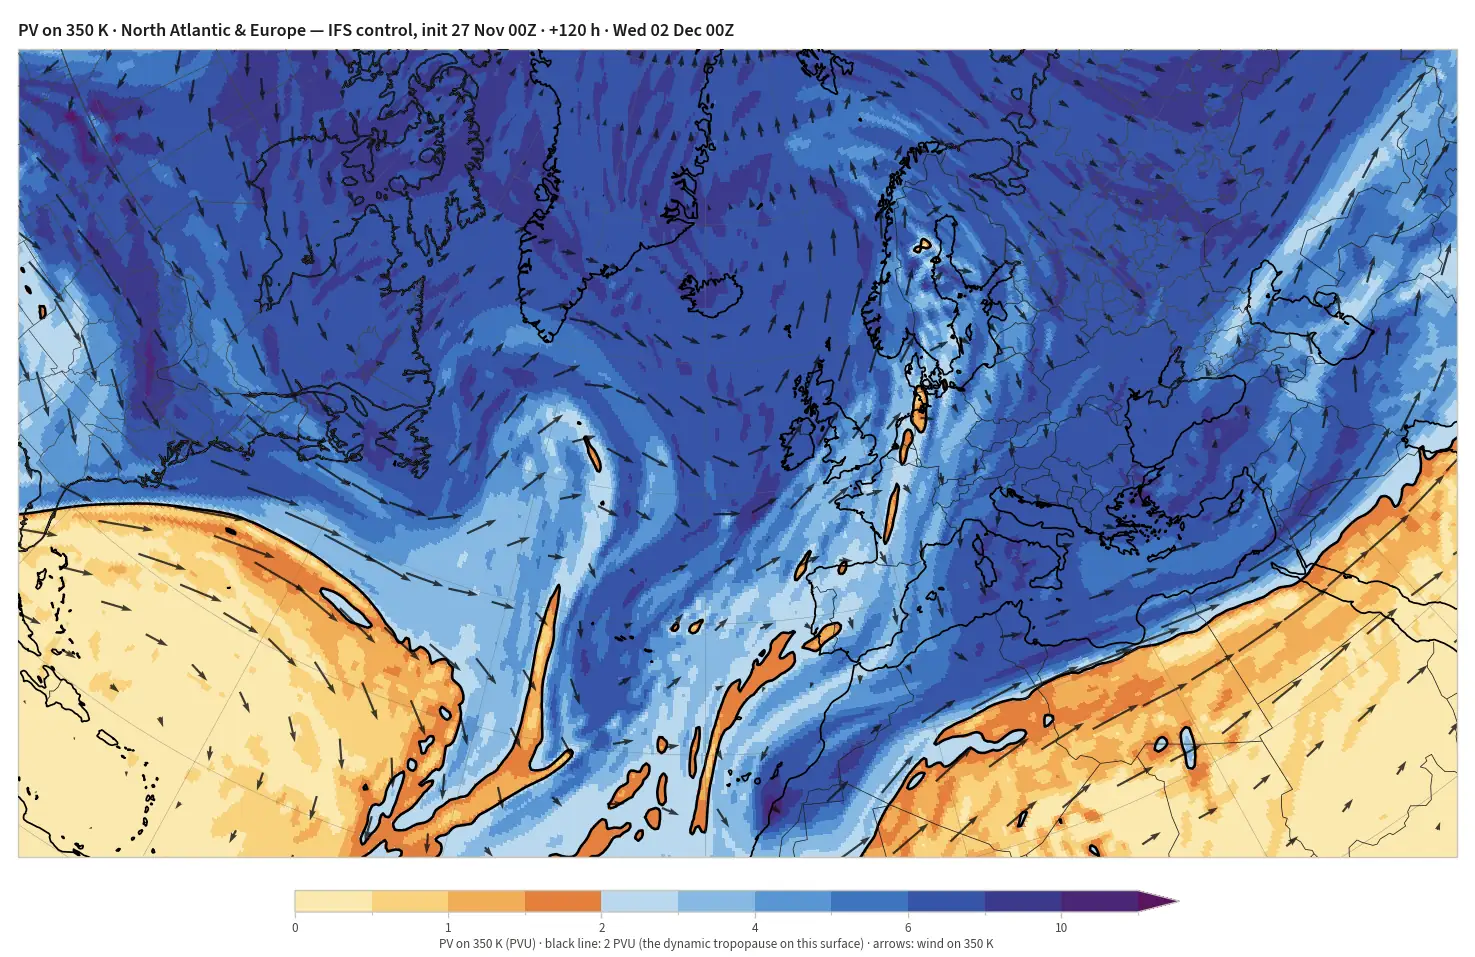 PV on 350 K · North Atlantic & Europe — IFS control, init 27 Nov 00Z · +120 h · Wed 02 Dec 00Z
0 1 2 4 6 10
PV on 350 K (PVU) · black line: 2 PVU (the dynamic tropopause on this surface) · arrows: wind on 350 K